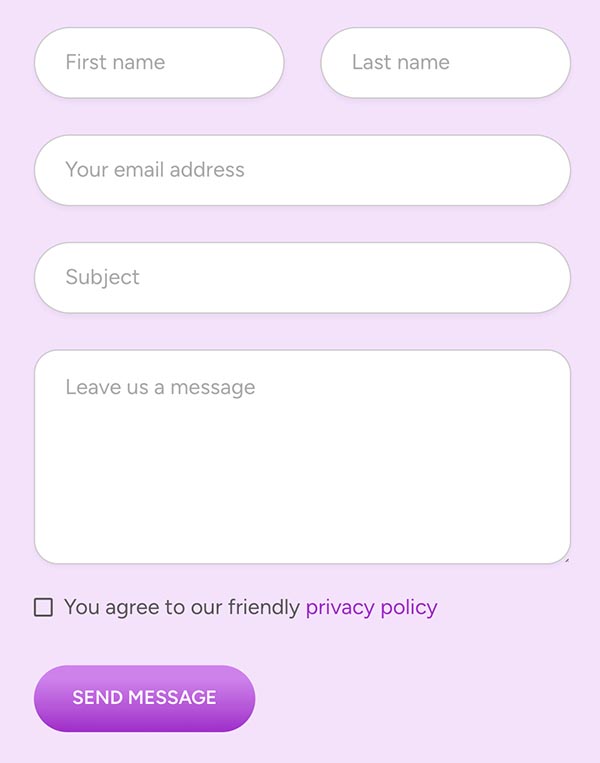 First name
Last name
Your email address
Subject
Leave us a message
You agree to our friendly privacy policy
SEND MESSAGE